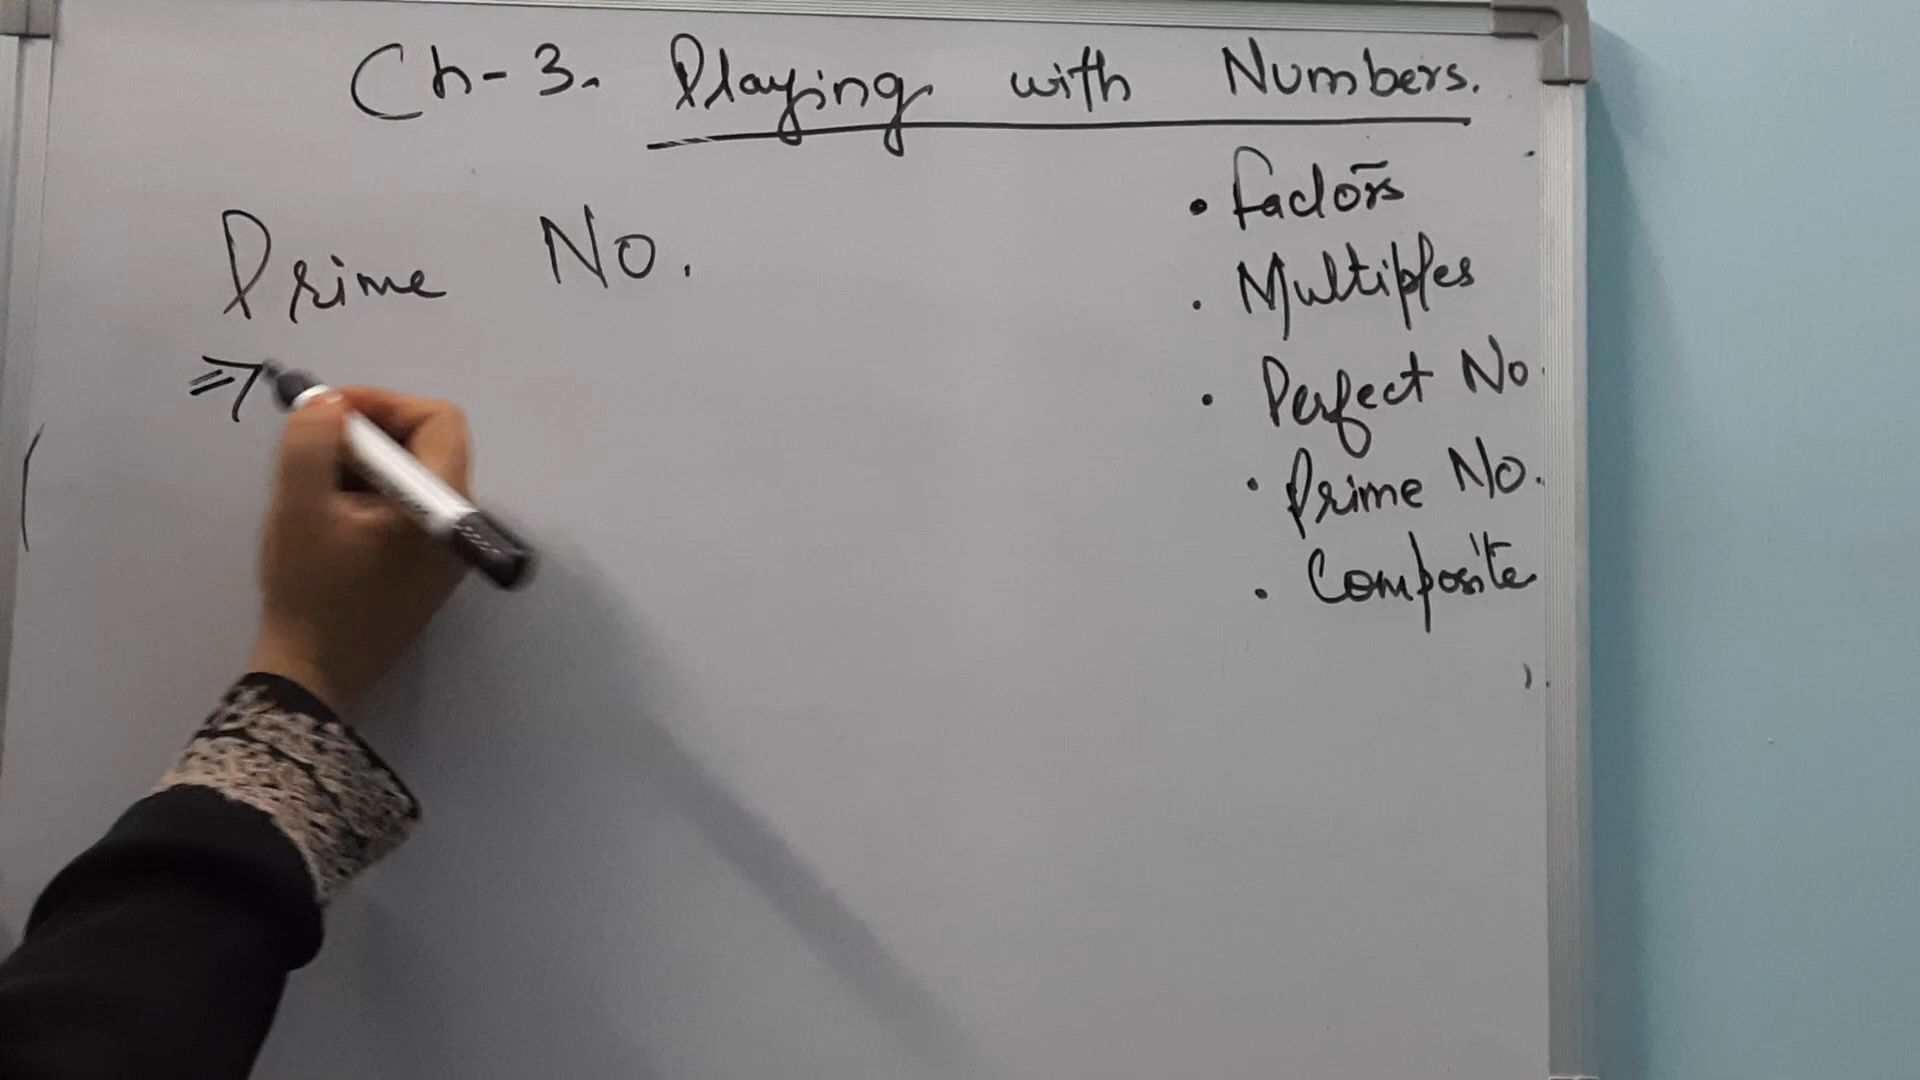 Ch-3. Playing with Numbers.
Prime No.
⇒
• Factors
• Multiples
• Perfect No.
• Prime No.
• Composite